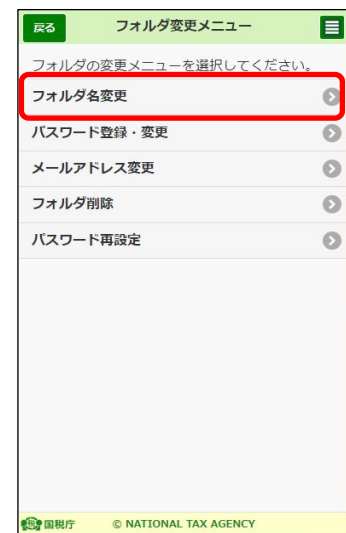 戻る フォルダ変更メニュー
フォルダの変更メニューを選択してください。
フォルダ名変更
パスワード登録・変更
メールアドレス変更
フォルダ削除
パスワード再設定
税 国税庁 © NATIONAL TAX AGENCY